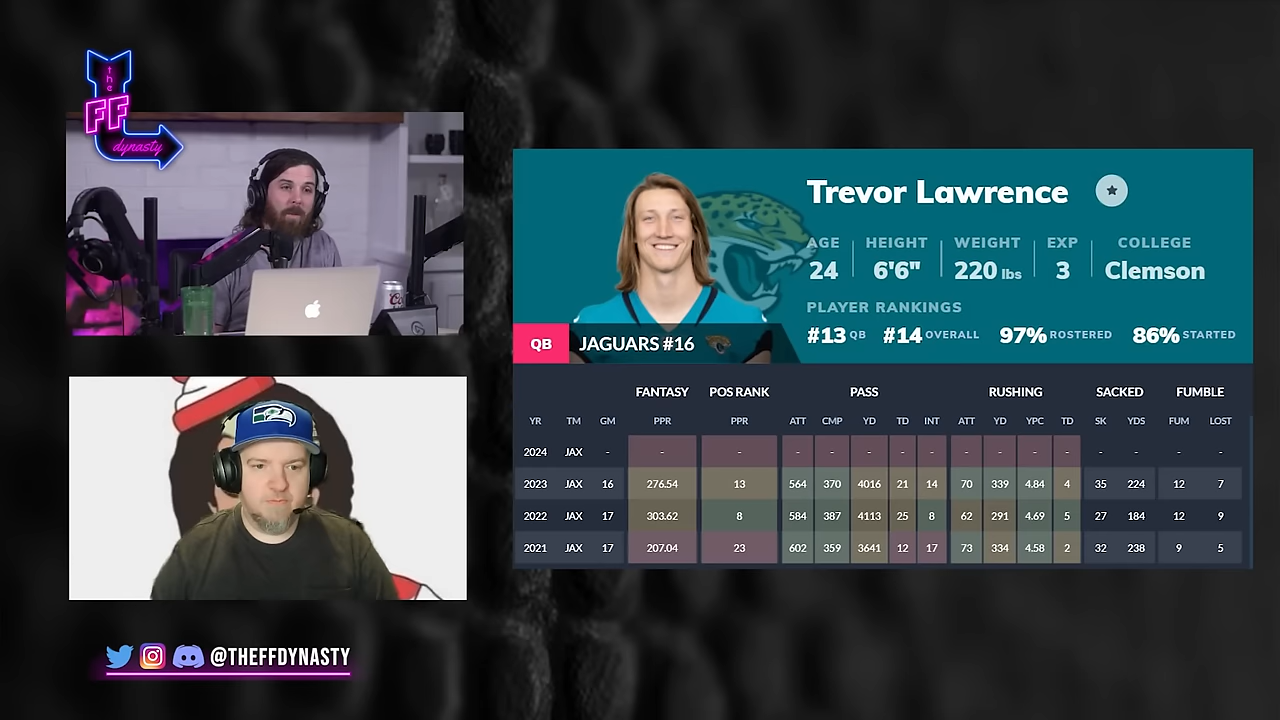 the
FF
dynasty
Trevor Lawrence
AGE HEIGHT WEIGHT EXP COLLEGE
24 6'6" 220 lbs 3 Clemson
PLAYER RANKINGS
#13 QB #14 OVERALL 97% ROSTERED 86% STARTED
QB JAGUARS #16
FANTASY POS RANK PASS RUSHING SACKED FUMBLE
YR TM GM PPR PPR ATT CMP YD TD INT ATT YD YPC TD SK YDS FUM LOST
2024 JAX - - - - - - - - - - - - - - - -
2023 JAX 16 276.54 13 564 370 4016 21 14 70 339 4.84 4 35 224 12 7
2022 JAX 17 303.62 8 584 387 4113 25 8 62 291 4.69 5 27 184 12 9
2021 JAX 17 207.04 23 602 359 3641 12 17 73 334 4.58 2 32 238 9 5
@THEFFDYNASTY